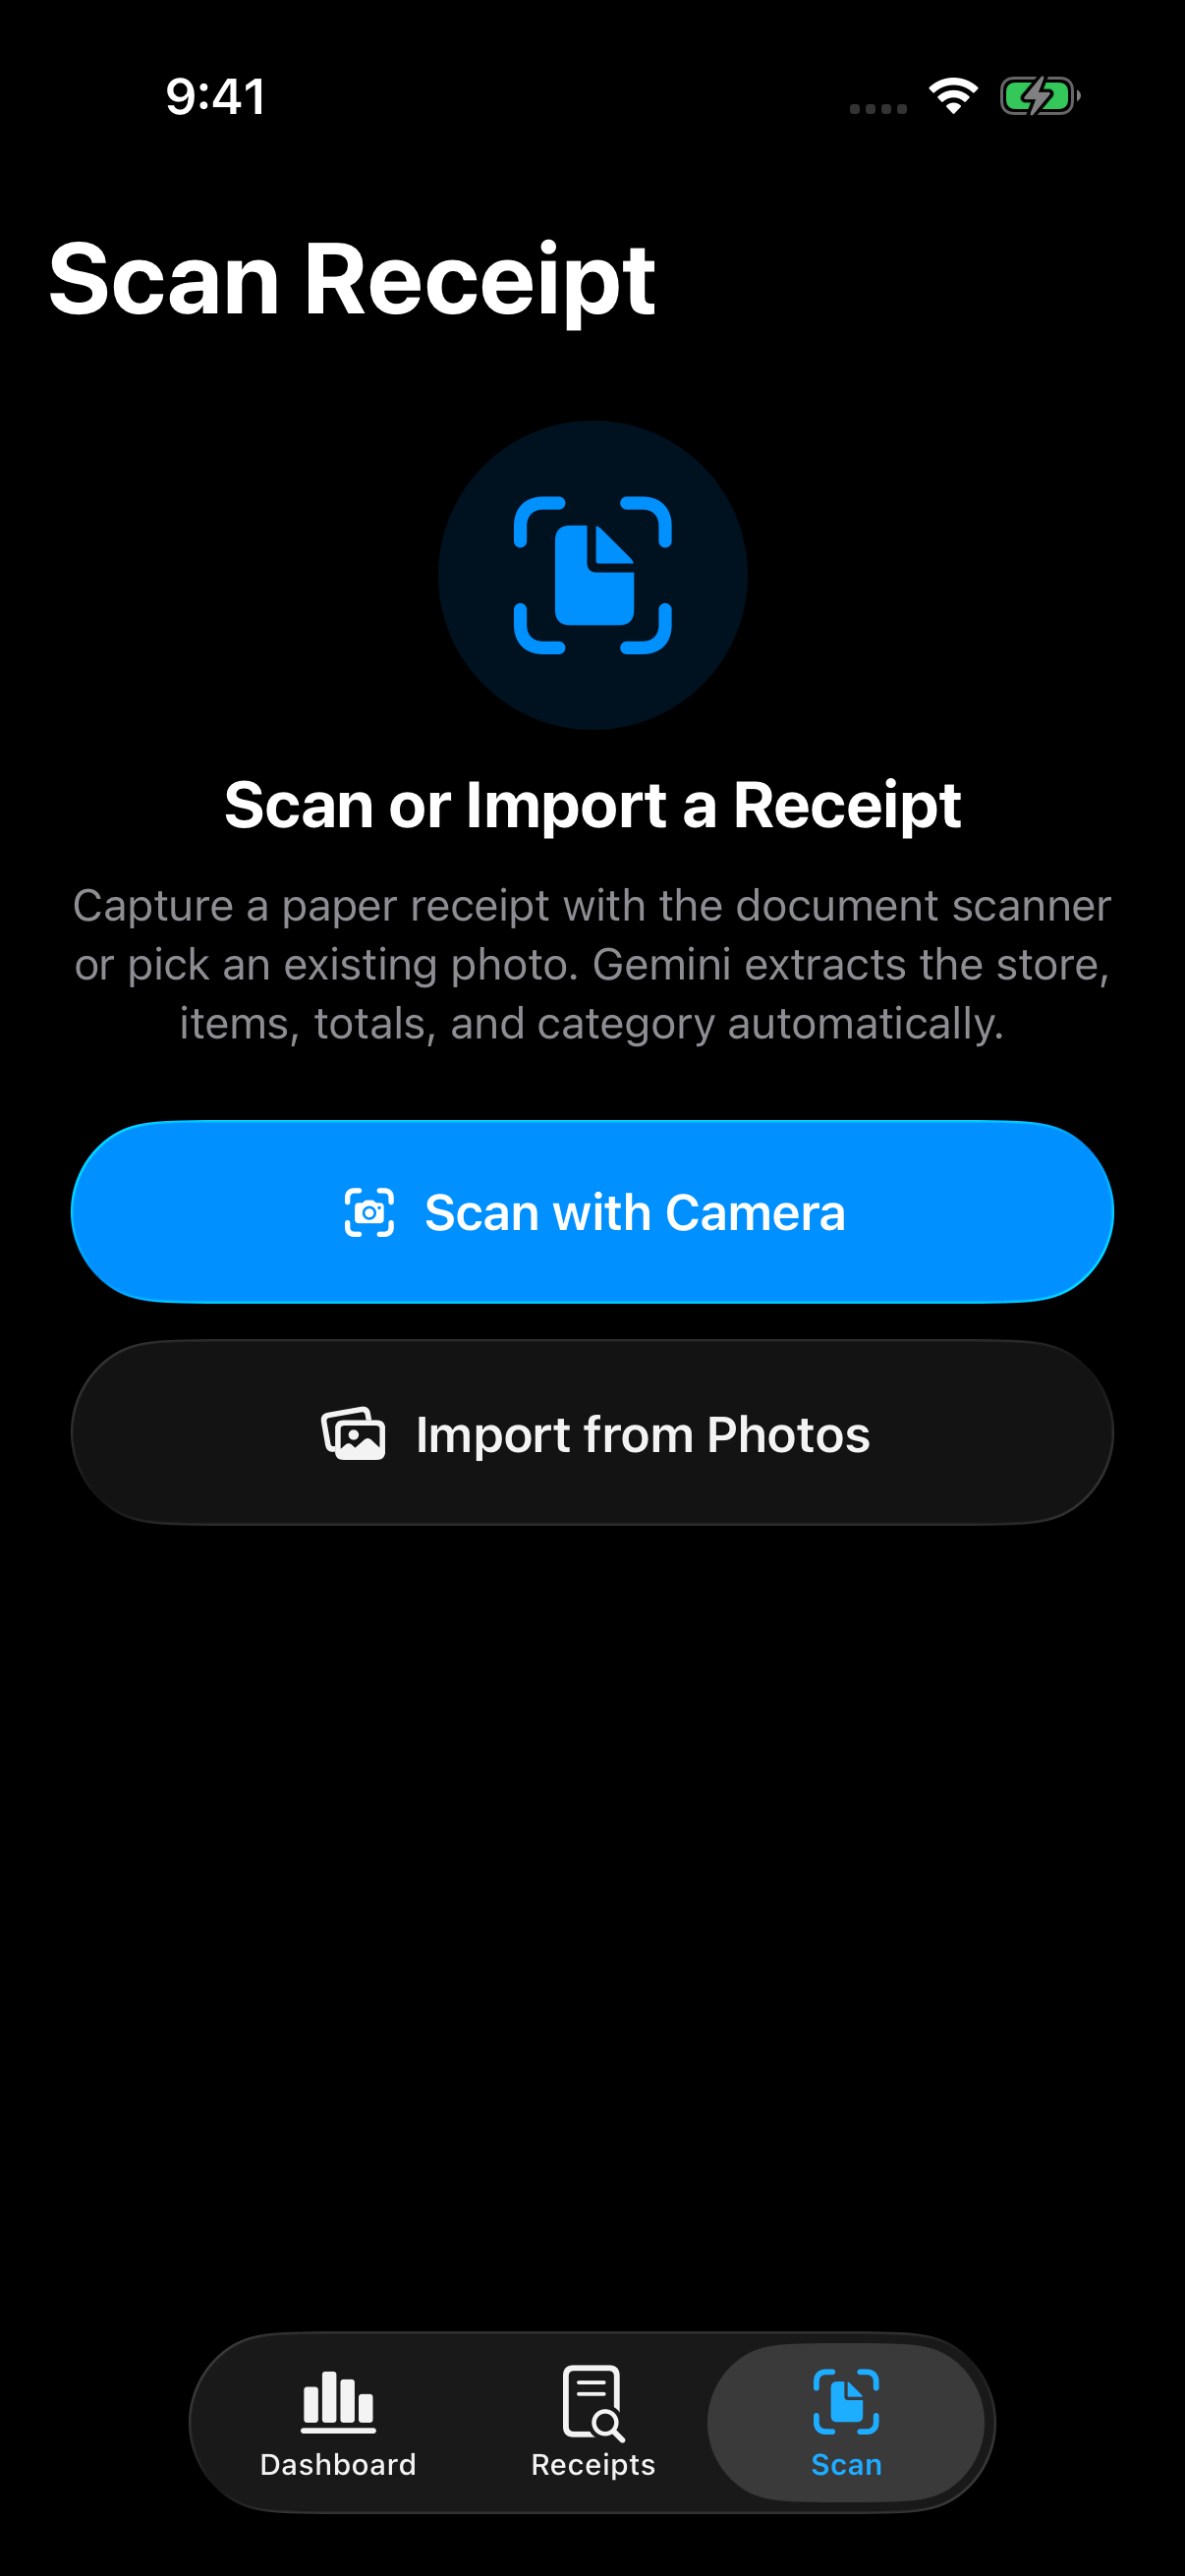 9:41
Scan Receipt
Scan or Import a Receipt
Capture a paper receipt with the document scanner
or pick an existing photo. Gemini extracts the store,
items, totals, and category automatically.
Scan with Camera
Import from Photos
Dashboard
Receipts
Scan